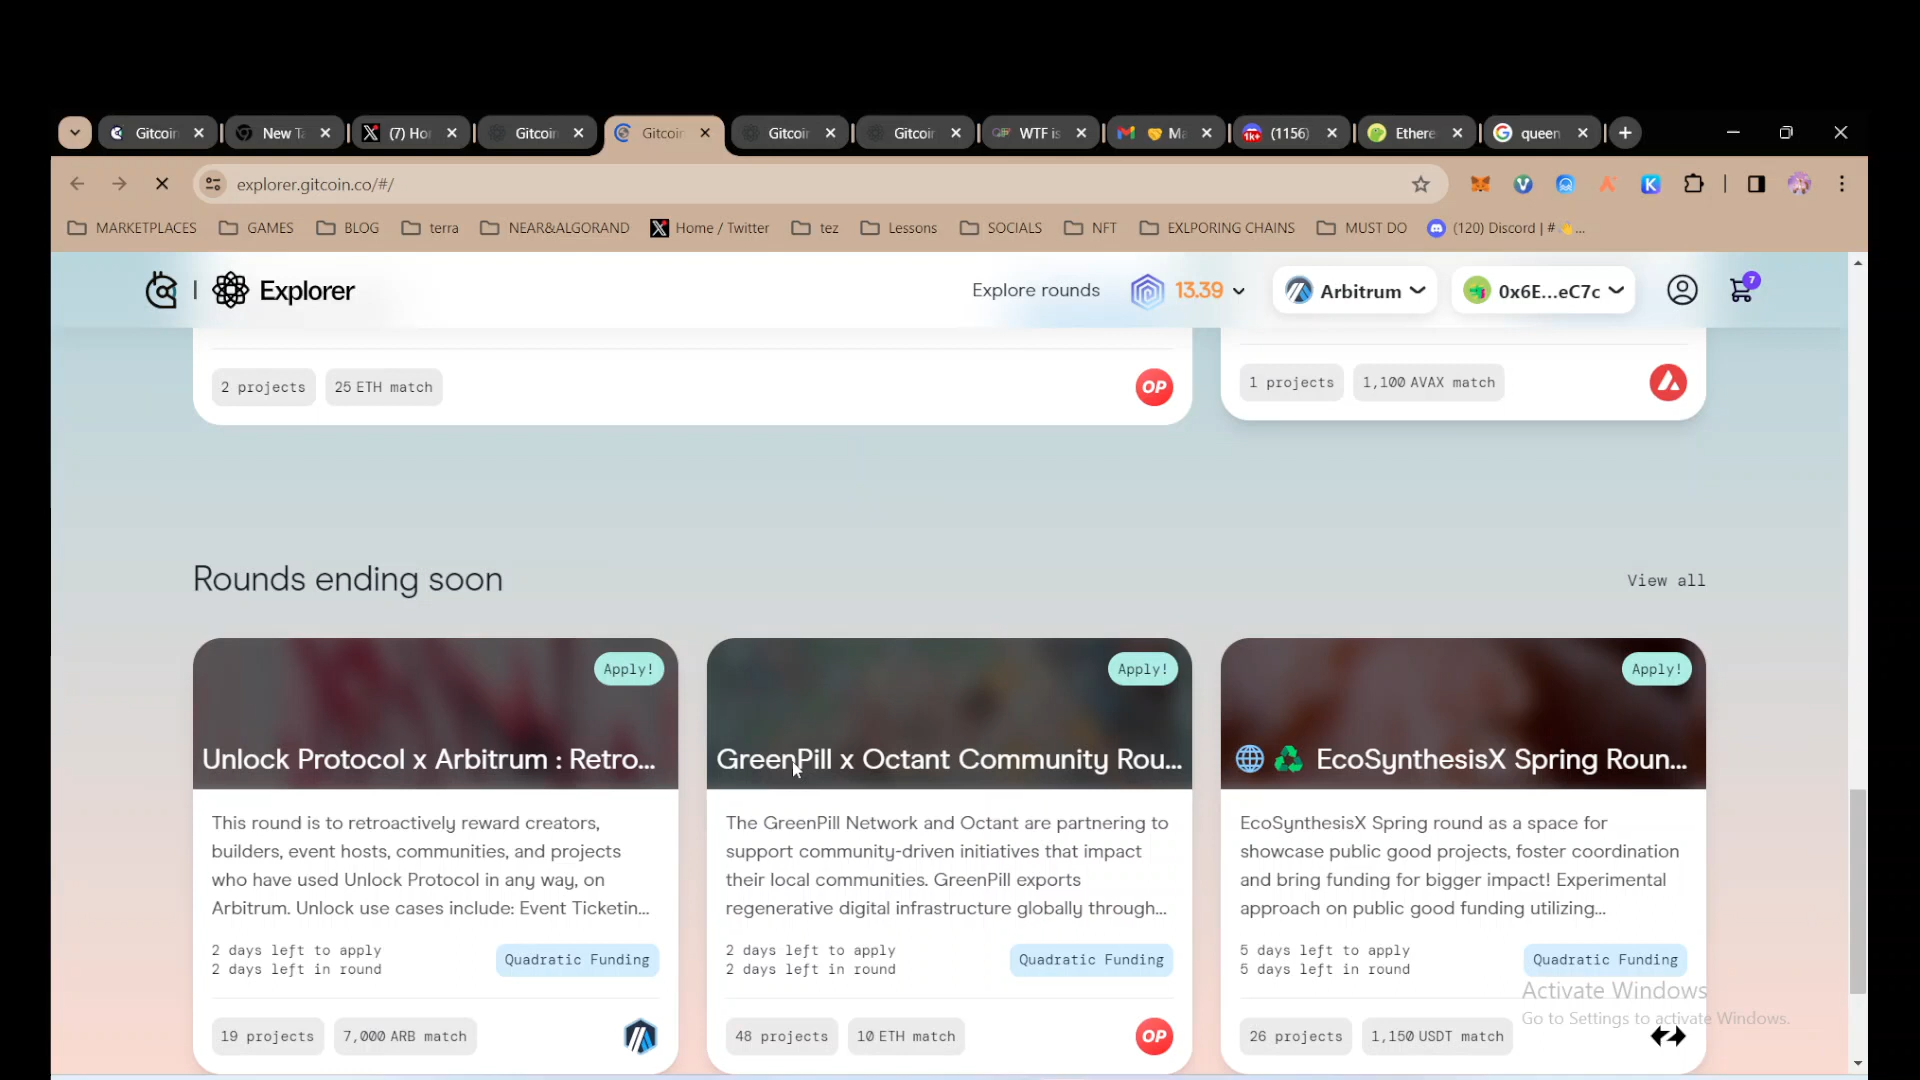 Gitcoin
New Ta
(7) Ho
Gitcoin
Gitcoin
Gitcoin
Gitcoin
WTF is
Ma
(1156)
Ethere
queen
explorer.gitcoin.co/#/
MARKETPLACES
GAMES
BLOG
terra
NEAR&ALGORAND
Home / Twitter
tez
Lessons
SOCIALS
NFT
EXLPORING CHAINS
MUST DO
(120) Discord | # 👋...
Explorer
Explore rounds
13.39
Arbitrum
0x6E...eC7c
7
2 projects
25 ETH match
OP
1 projects
1,100 AVAX match
Rounds ending soon
View all
Apply!
Unlock Protocol x Arbitrum : Retro...
This round is to retroactively reward creators,
builders, event hosts, communities, and projects
who have used Unlock Protocol in any way, on
Arbitrum. Unlock use cases include: Event Ticketin...
2 days left to apply
2 days left in round
Quadratic Funding
19 projects
7,000 ARB match
Apply!
GreenPill x Octant Community Rou...
The GreenPill Network and Octant are partnering to
support community-driven initiatives that impact
their local communities. GreenPill exports
regenerative digital infrastructure globally through...
2 days left to apply
2 days left in round
Quadratic Funding
48 projects
10 ETH match
OP
Apply!
🌐 ♻️ EcoSynthesisX Spring Roun...
EcoSynthesisX Spring round as a space for
showcase public good projects, foster coordination
and bring funding for bigger impact! Experimental
approach on public good funding utilizing...
5 days left to apply
5 days left in round
Quadratic Funding
26 projects
1,150 USDT match
Activate Windows
Go to Settings to activate Windows.